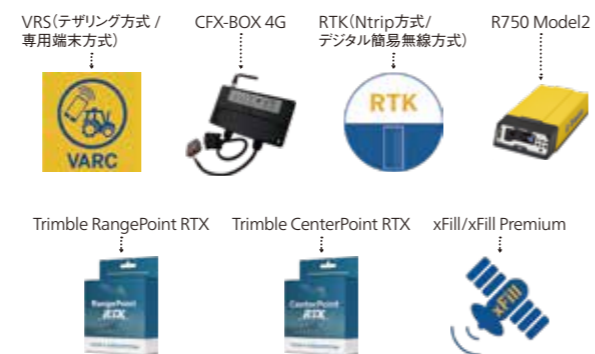 VRS(テザリング方式 /
専用端末方式)
CFX-BOX 4G
RTK(Ntrip方式/
デジタル簡易無線方式)
R750 Model2
VARC
RTK
Trimble RangePoint RTX
Trimble CenterPoint RTX
xFill/xFill Premium
RangePoint
RTX
CenterPoint
RTX
xFill